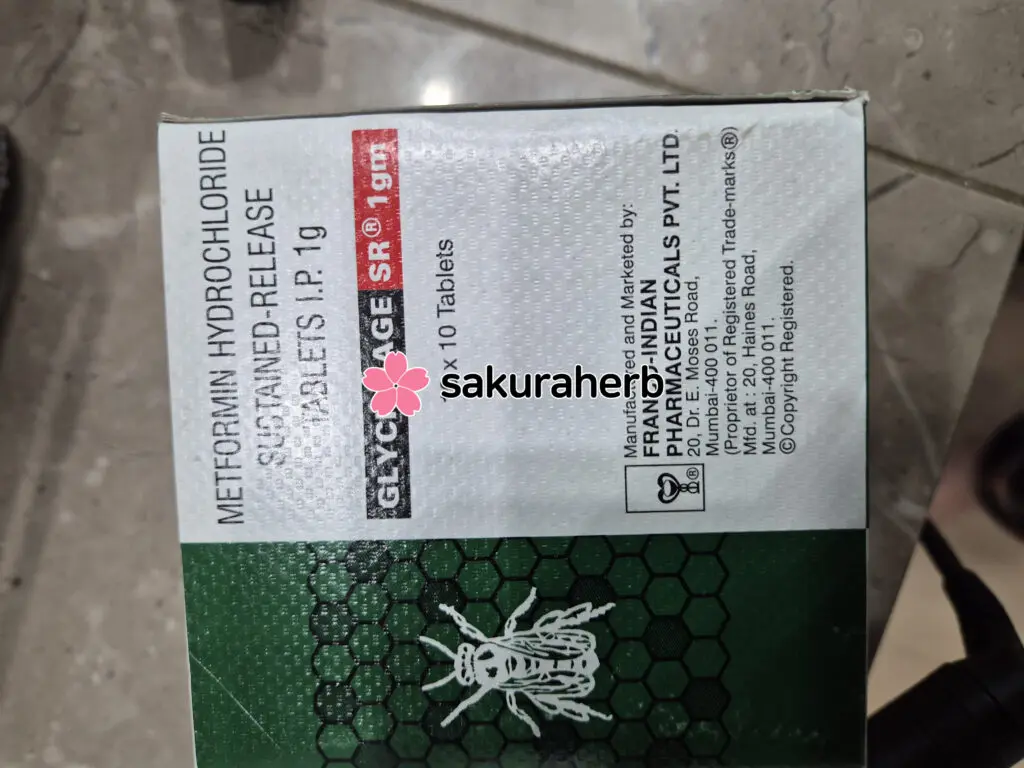 METFORMIN HYDROCHLORIDE
SUSTAINED-RELEASE
TABLETS I.P. 1g
SR® 1gm
x 10 Tablets
sakuraherb
Manufactured and Marketed by:
FRANCO-INDIAN
PHARMACEUTICALS PVT. LTD.
20, Dr. E. Moses Road,
Mumbai-400 011.
(Proprietor of Registered Trade-marks®)
Mfd. at : 20, Haines Road,
Mumbai-400 011.
©Copyright Registered.
®